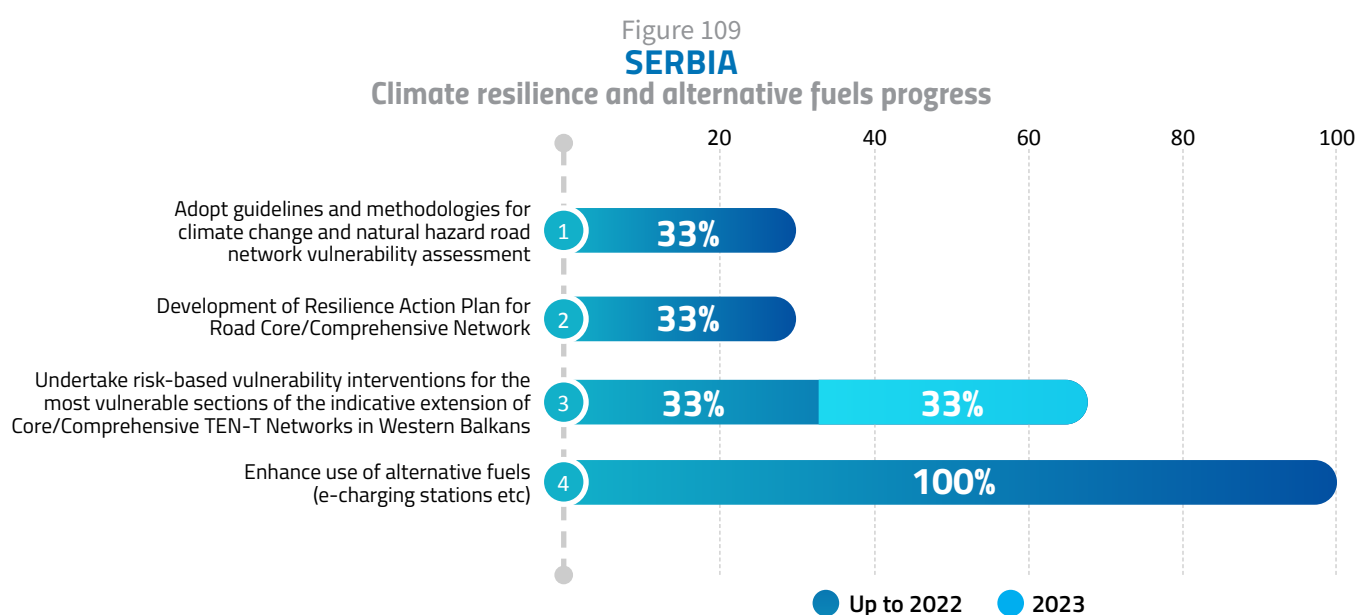 Figure 109
SERBIA
Climate resilience and alternative fuels progress
20 40 60 80 100
Adopt guidelines and methodologies for
climate change and natural hazard road
network vulnerability assessment
1
33%
Development of Resilience Action Plan for
Road Core/Comprehensive Network
2
33%
Undertake risk-based vulnerability interventions for the
most vulnerable sections of the indicative extension of
Core/Comprehensive TEN-T Networks in Western Balkans
3
33% 33%
Enhance use of alternative fuels
(e-charging stations etc)
4
100%
Up to 2022 2023